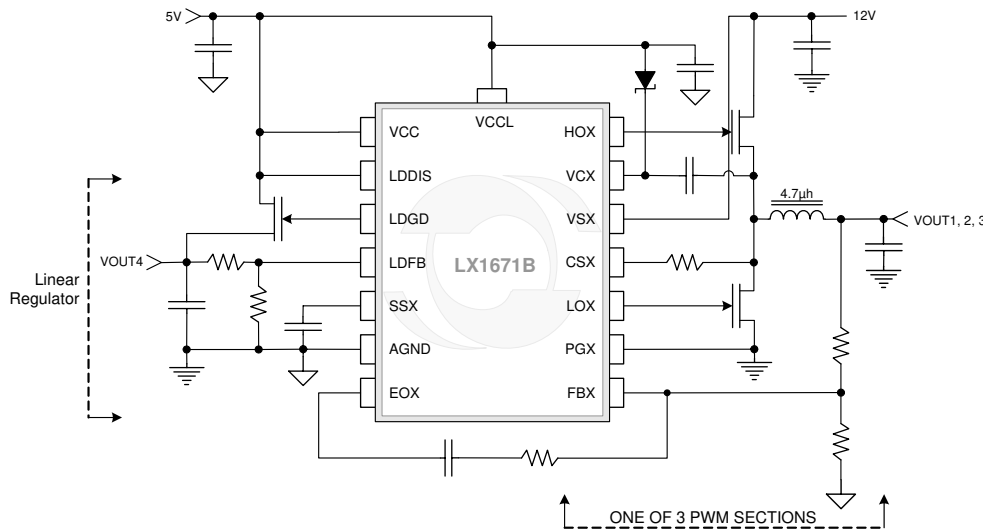 5V
12V
VCCL
VCC
HOX
LDDIS
VCX
4.7µh
LDGD
VSX
VOUT1, 2, 3
VOUT4
LDFB
LX1671B
CSX
Linear
Regulator
SSX
LOX
AGND
PGX
EOX
FBX
ONE OF 3 PWM SECTIONS